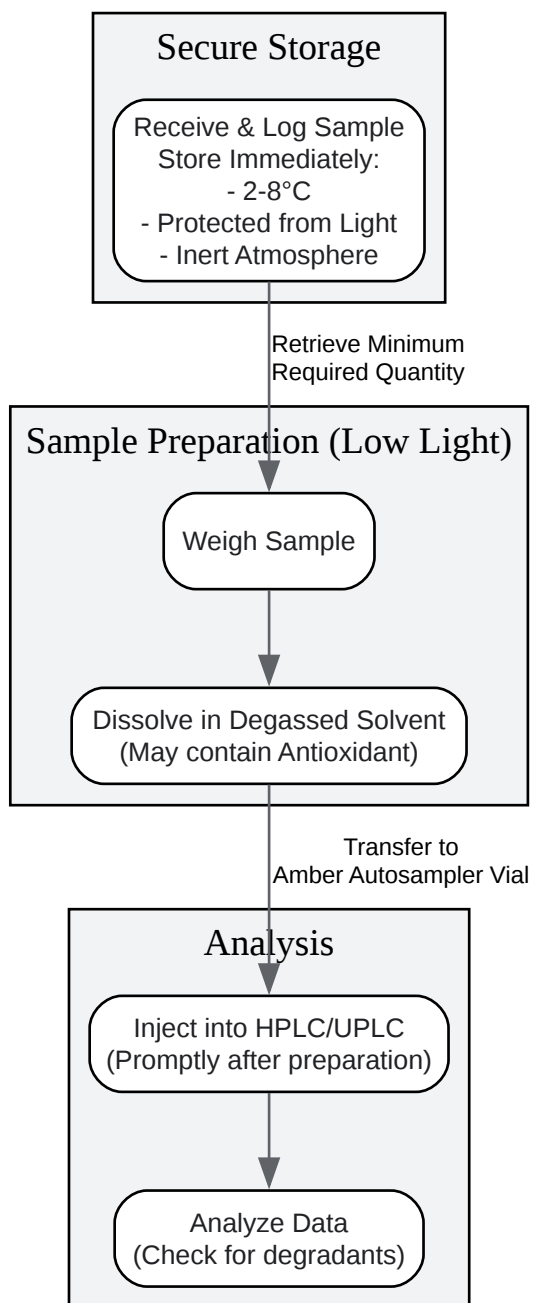 Secure Storage
Receive & Log Sample
Store Immediately:
- 2-8°C
- Protected from Light
- Inert Atmosphere
Retrieve Minimum
Required Quantity
Sample Preparation (Low Light)
Weigh Sample
Dissolve in Degassed Solvent
(May contain Antioxidant)
Transfer to
Amber Autosampler Vial
Analysis
Inject into HPLC/UPLC
(Promptly after preparation)
Analyze Data
(Check for degradants)